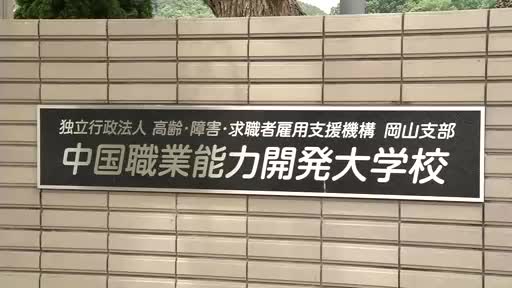 独立行政法人 高齢・障害・求職者雇用支援機構 岡山支部
中国職業能力開発大学校